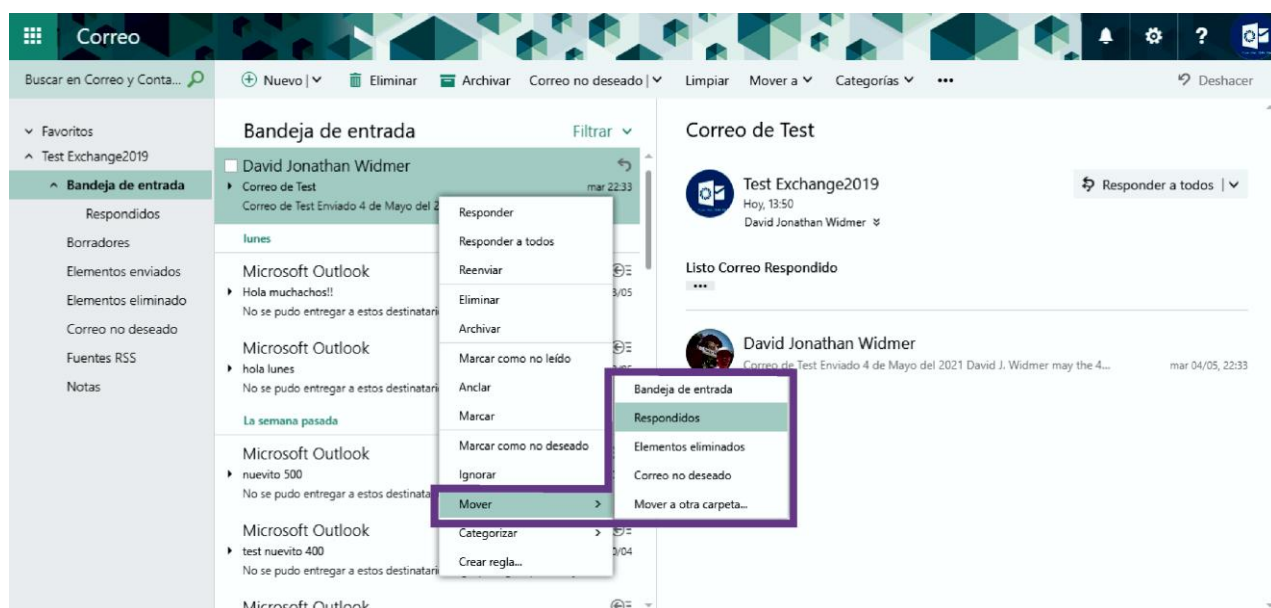 Correo
Buscar en Correo y Conta...
Nuevo
Eliminar
Archivar
Correo no deseado
Limpiar
Mover a
Categorías
Deshacer
Favoritos
Test Exchange2019
Bandeja de entrada
Respondidos
Borradores
Elementos enviados
Elementos eliminado
Correo no deseado
Fuentes RSS
Notas
Bandeja de entrada
Filtrar
David Jonathan Widmer
Correo de Test
mar 22:33
Correo de Test Enviado 4 de Mayo del 2
lunes
Microsoft Outlook
Hola muchachos!!
/05
No se pudo entregar a estos destinatari
Microsoft Outlook
hola lunes
No se pudo entregar a estos destinatari
La semana pasada
Microsoft Outlook
nuevito 500
No se pudo entregar a estos destinata
Microsoft Outlook
test nuevito 400
/04
No se pudo entregar a estos destinatari
Microsoft Outlook
Responder
Responder a todos
Reenviar
Eliminar
Archivar
Marcar como no leído
Anclar
Marcar
Marcar como no deseado
Ignorar
Mover
Categorizar
Crear regla...
Bandeja de entrada
Respondidos
Elementos eliminados
Correo no deseado
Mover a otra carpeta...
Correo de Test
Test Exchange2019
Hoy, 13:50
David Jonathan Widmer
Responder a todos
Listo Correo Respondido
David Jonathan Widmer
Correo de Test Enviado 4 de Mayo del 2021 David J. Widmer may the 4...
mar 04/05, 22:33